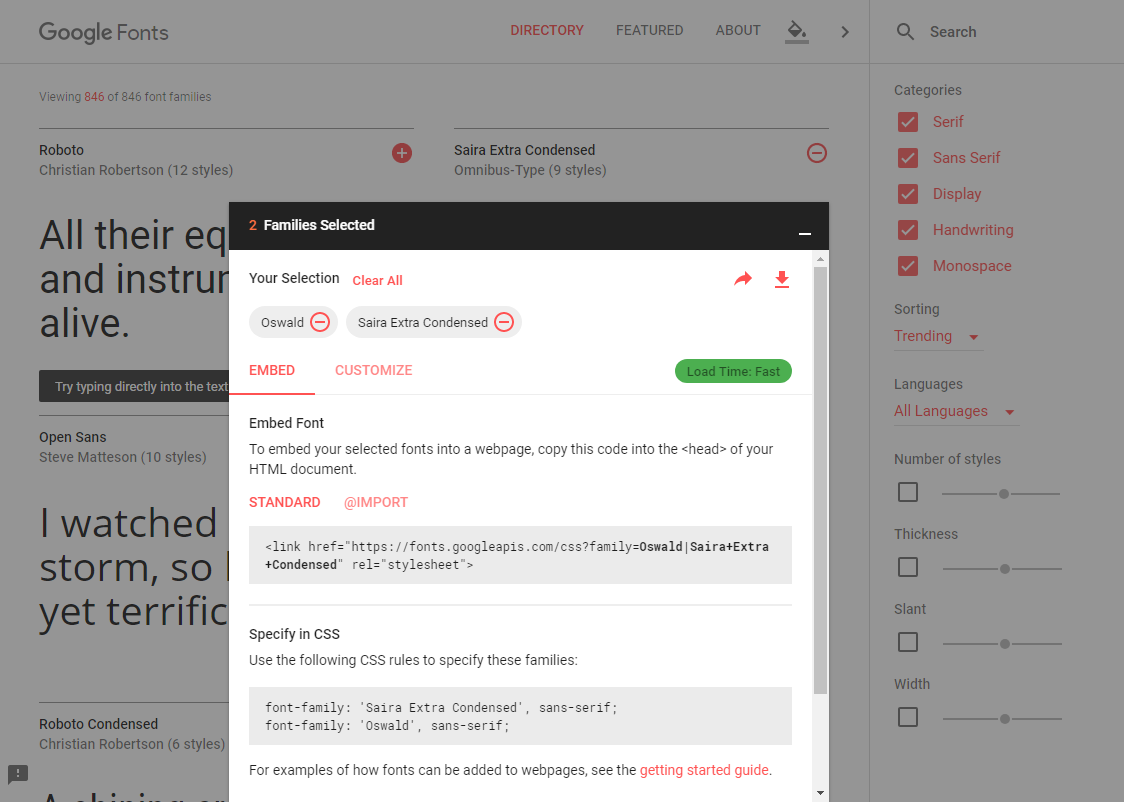 Google Fonts
DIRECTORY
FEATURED
ABOUT
Search
Viewing 846 of 846 font families
Roboto
Christian Robertson (12 styles)
Saira Extra Condensed
Omnibus-Type (9 styles)
All their eq
and instrur
alive.
Try typing directly into the text
Open Sans
Steve Matteson (10 styles)
I watched
storm, so
yet terrific
Roboto Condensed
Christian Robertson (6 styles)
2 Families Selected
Your Selection Clear All
Oswald
Saira Extra Condensed
EMBED
CUSTOMIZE
Load Time: Fast
Embed Font
To embed your selected fonts into a webpage, copy this code into the <head> of your
HTML document.
STANDARD
@IMPORT
<link href="https://fonts.googleapis.com/css?family=Oswald|Saira+Extra
+Condensed" rel="stylesheet">
Specify in CSS
Use the following CSS rules to specify these families:
font-family: 'Saira Extra Condensed', sans-serif;
font-family: 'Oswald', sans-serif;
For examples of how fonts can be added to webpages, see the getting started guide.
Categories
Serif
Sans Serif
Display
Handwriting
Monospace
Sorting
Trending
Languages
All Languages
Number of styles
Thickness
Slant
Width